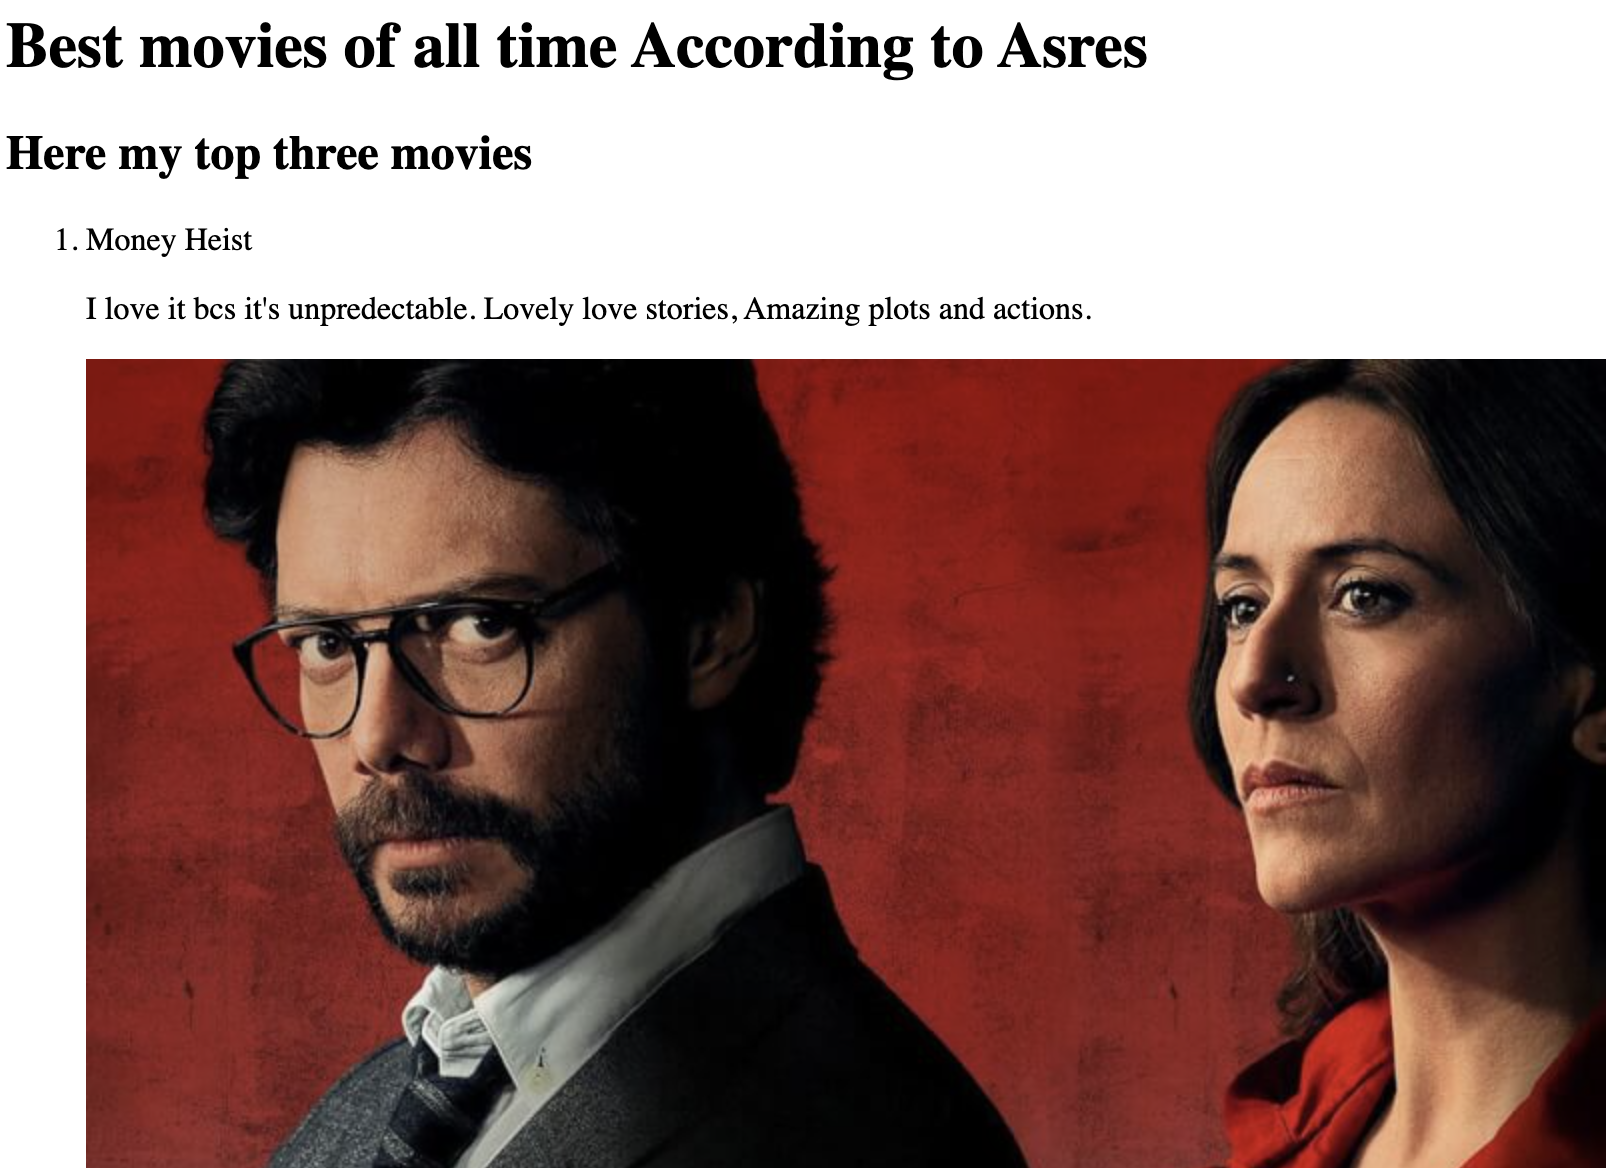 Best movies of all time According to Asres
Here my top three movies
1. Money Heist
I love it bcs it's unpredectable. Lovely love stories, Amazing plots and actions.